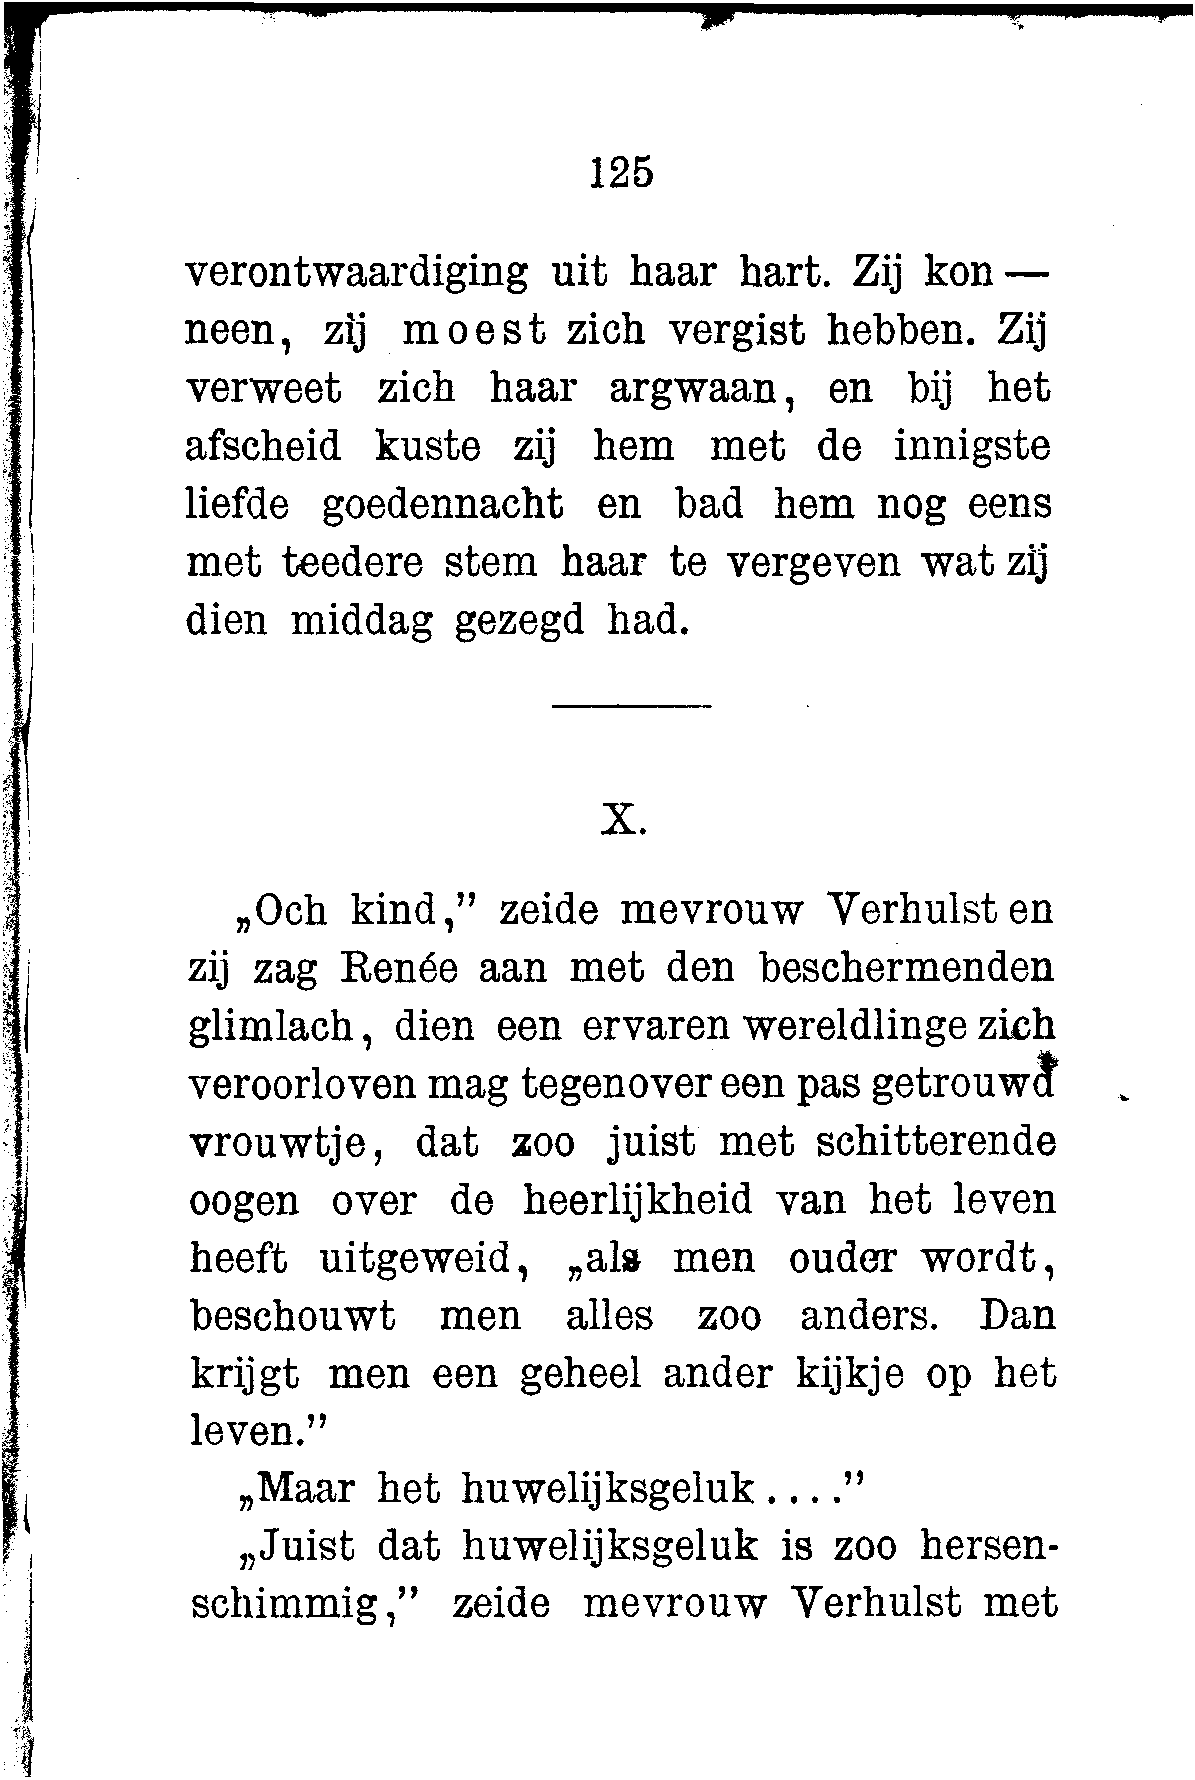 125
verontwaardiging uit haar hart. Zij kon —
neen, zij moest zich vergist hebben. Zij
verweet zich haar argwaan, en bij het
afscheid kuste zij hem met de innigste
liefde goedennacht en bad hem nog eens
met teedere stem haar te vergeven wat zij
dien middag gezegd had.
X.
„Och kind,” zeide mevrouw Verhulst en
zij zag Renée aan met den beschermenden
glimlach, dien een ervaren wereldlinge zich
veroorloven mag tegenover een pas getrouwd
vrouwtje, dat zoo juist met schitterende
oogen over de heerlijkheid van het leven
heeft uitgeweid, „als men ouder wordt,
beschouwt men alles zoo anders. Dan
krijgt men een geheel ander kijkje op het
leven.”
„Maar het huwelijksgeluk . . . .”
„Juist dat huwelijksgeluk is zoo hersen-
schimmig,” zeide mevrouw Verhulst met